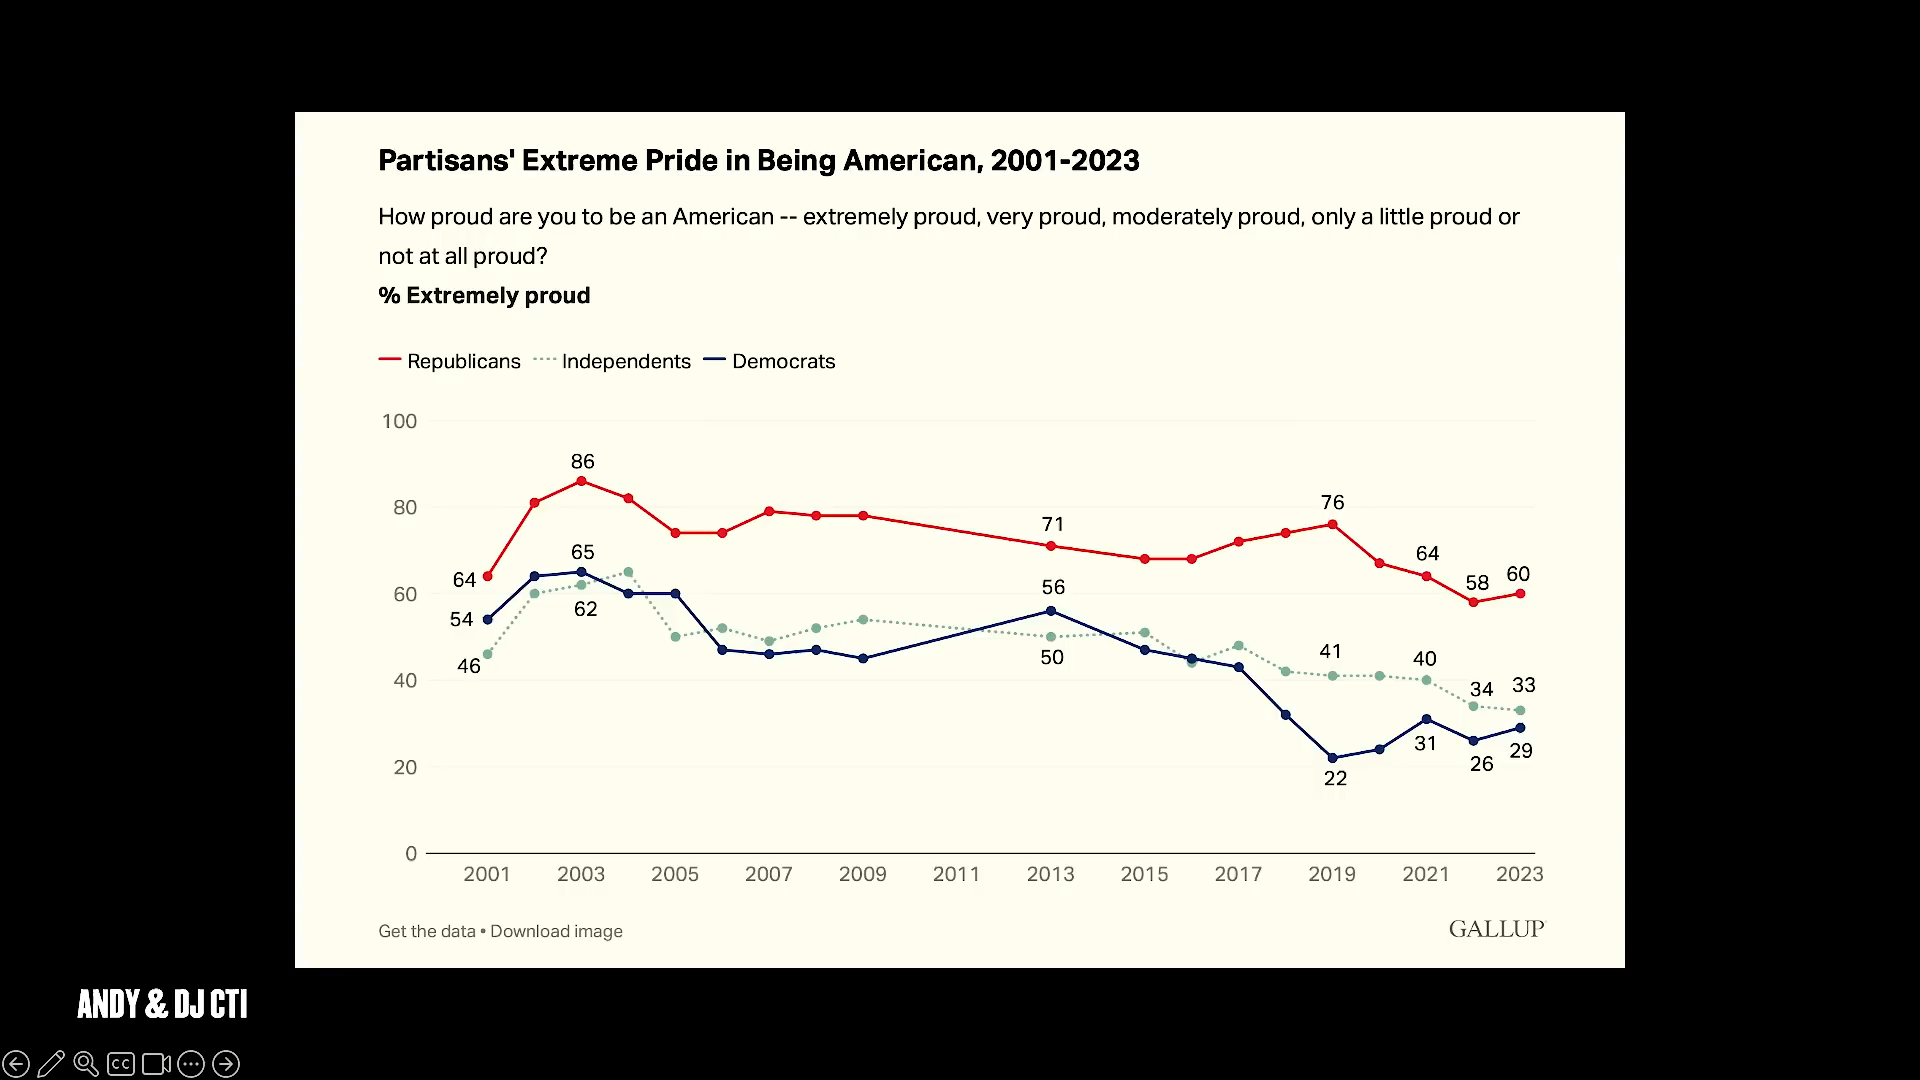 Partisans' Extreme Pride in Being American, 2001-2023
How proud are you to be an American -- extremely proud, very proud, moderately proud, only a little proud or
not at all proud?
% Extremely proud
Republicans Independents Democrats
100
80
60
40
20
0
86
65
62
64
54
46
71
56
50
76
41
22
64
40
31
58
34
26
60
33
29
2001 2003 2005 2007 2009 2011 2013 2015 2017 2019 2021 2023
Get the data • Download image
GALLUP
ANDY & DJ CTI
CC